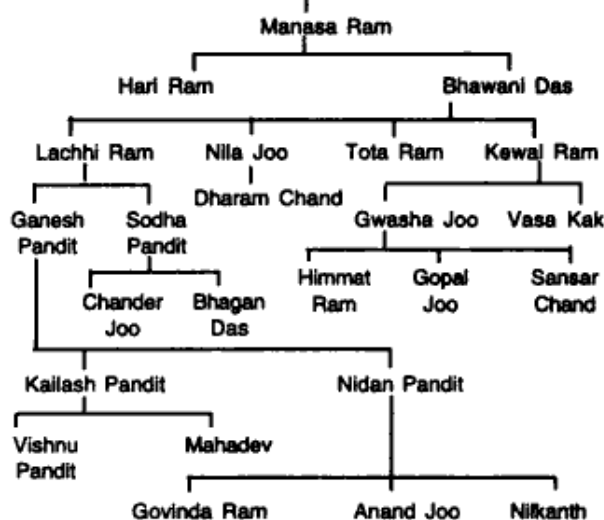 Manasa Ram
Hari Ram Bhawani Das
Lachhi Ram Nila Joo Tota Ram Kewal Ram
Dharam Chand
Ganesh Sodha Gwasha Joo Vasa Kak
Pandit Pandit
Himmat Gopal Sansar
Ram Joo Chand
Chander Bhagan
Joo Das
Kailash Pandit Nidan Pandit
Vishnu Mahadev
Pandit
Govinda Ram Anand Joo Nilkanth